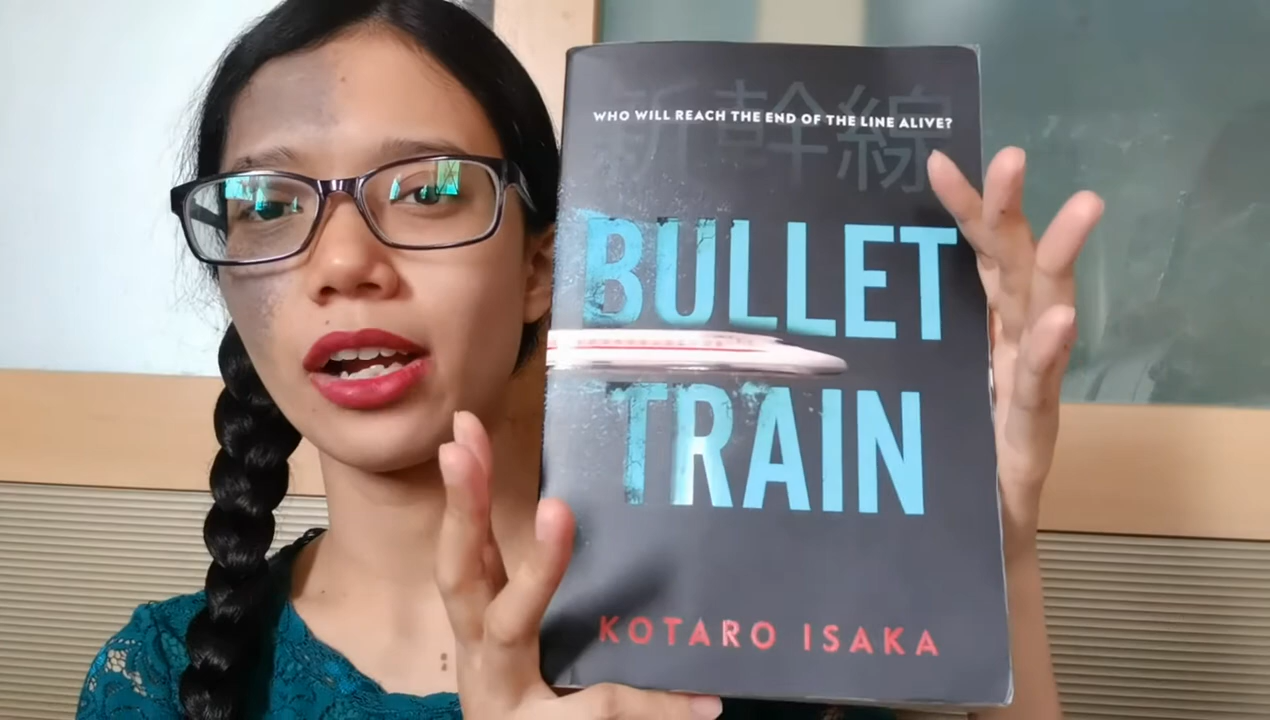 新幹線
WHO WILL REACH THE END OF THE LINE ALIVE?
BULLET
TRAIN
KOTARO ISAKA